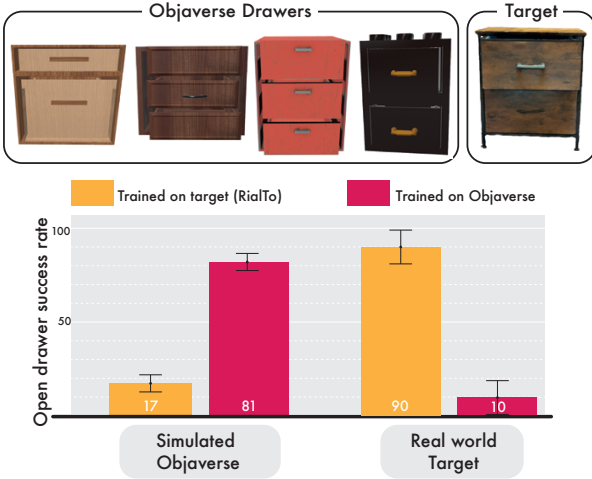 Objaverse Drawers
Target
Trained on target (RialTo)
Trained on Objaverse
Open drawer success rate
100
50
17
81
90
10
Simulated
Objaverse
Real world
Target